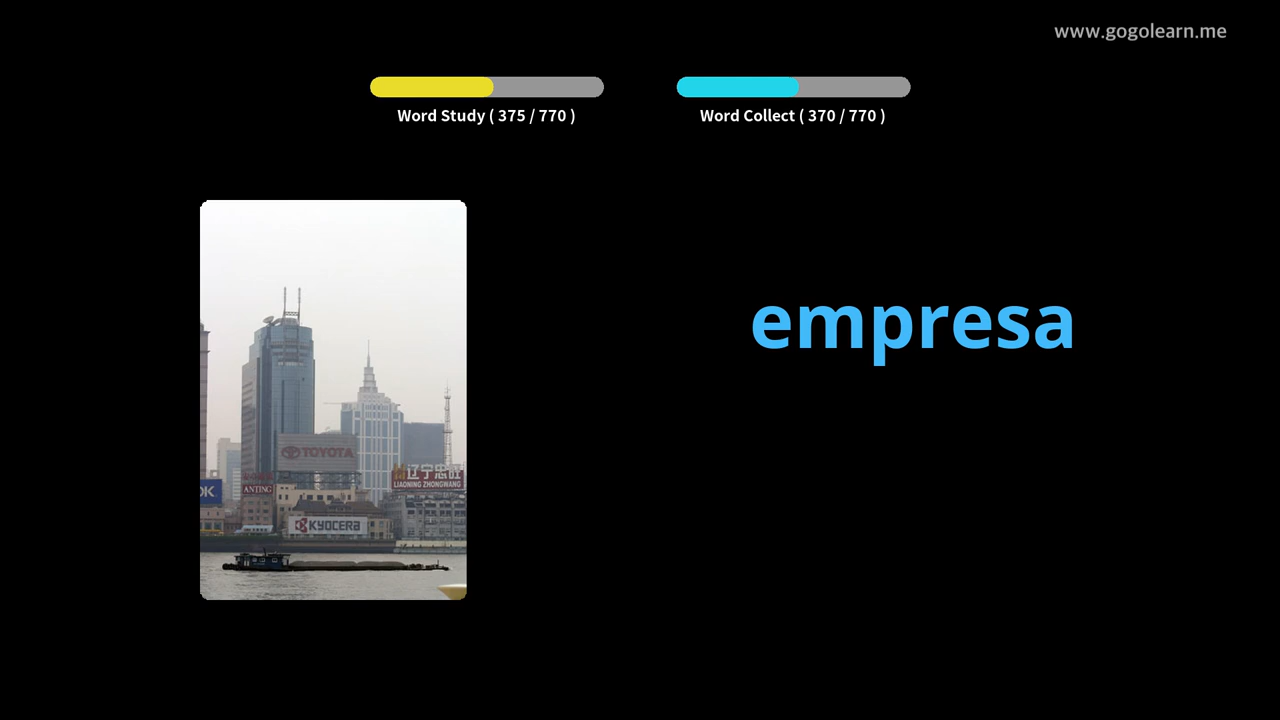 www.gogolearn.me
Word Study ( 375 / 770 )
Word Collect ( 370 / 770 )
empresa
TOYOTA
辽宁忠旺
LIAONING ZHONGWANG
OK
ANTING
KYOCERA